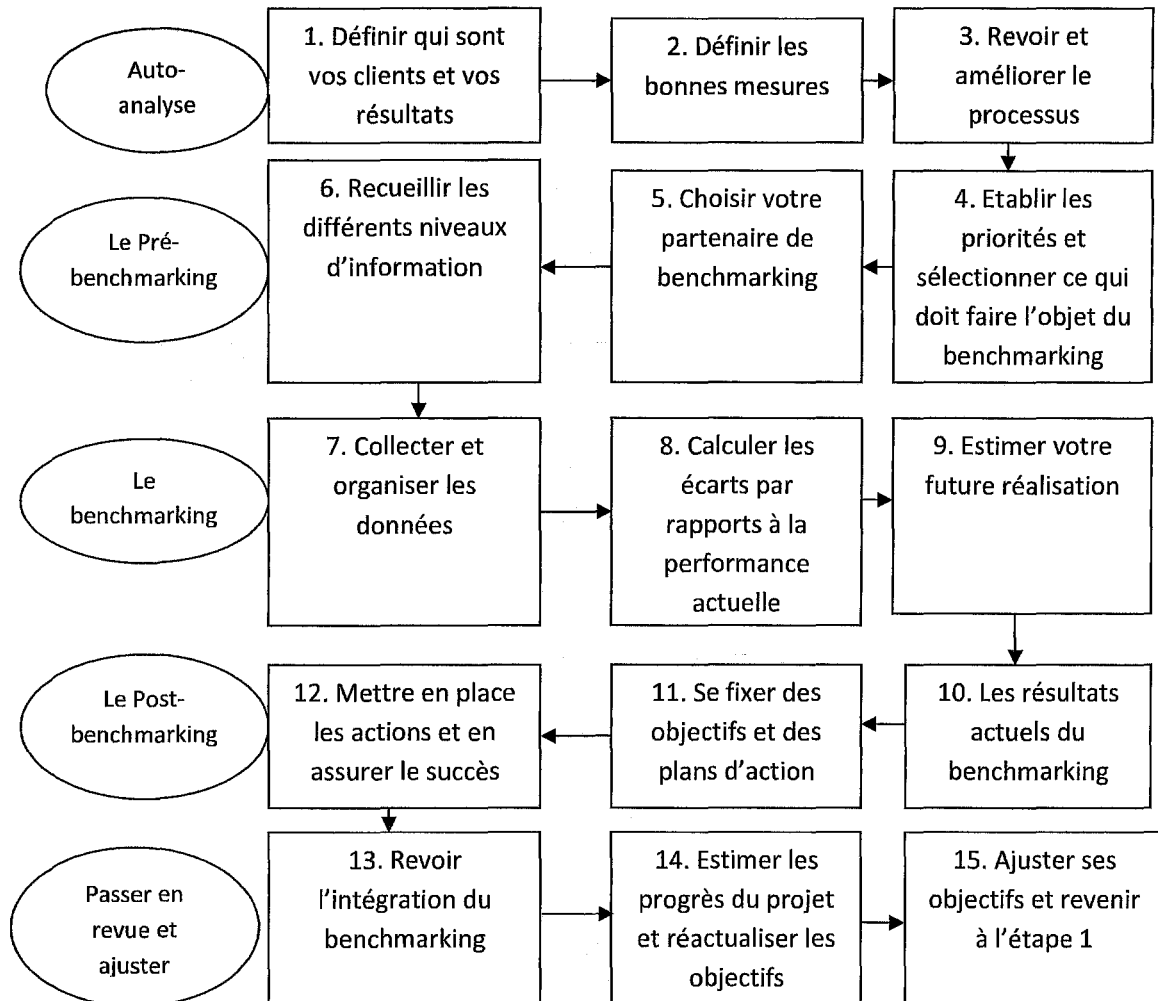 Auto-
analyse
1. Définir qui sont
vos clients et vos
résultats
2. Définir les
bonnes mesures
3. Revoir et
améliorer le
processus
Le Pré-
benchmarking
6. Recueillir les
différents niveaux
d'information
5. Choisir votre
partenaire de
benchmarking
4. Etablir les
priorités et
sélectionner ce qui
doit faire l'objet du
benchmarking
Le
benchmarking
7. Collecter et
organiser les
données
8. Calculer les
écarts par
rapports à la
performance
actuelle
9. Estimer votre
future réalisation
Le Post-
benchmarking
12. Mettre en place
les actions et en
assurer le succès
11. Se fixer des
objectifs et des
plans d'action
10. Les résultats
actuels du
benchmarking
Passer en
revue et
ajuster
13. Revoir
l'intégration du
benchmarking
14. Estimer les
progrès du projet
et réactualiser les
objectifs
15. Ajuster ses
objectifs et revenir
à l'étape 1